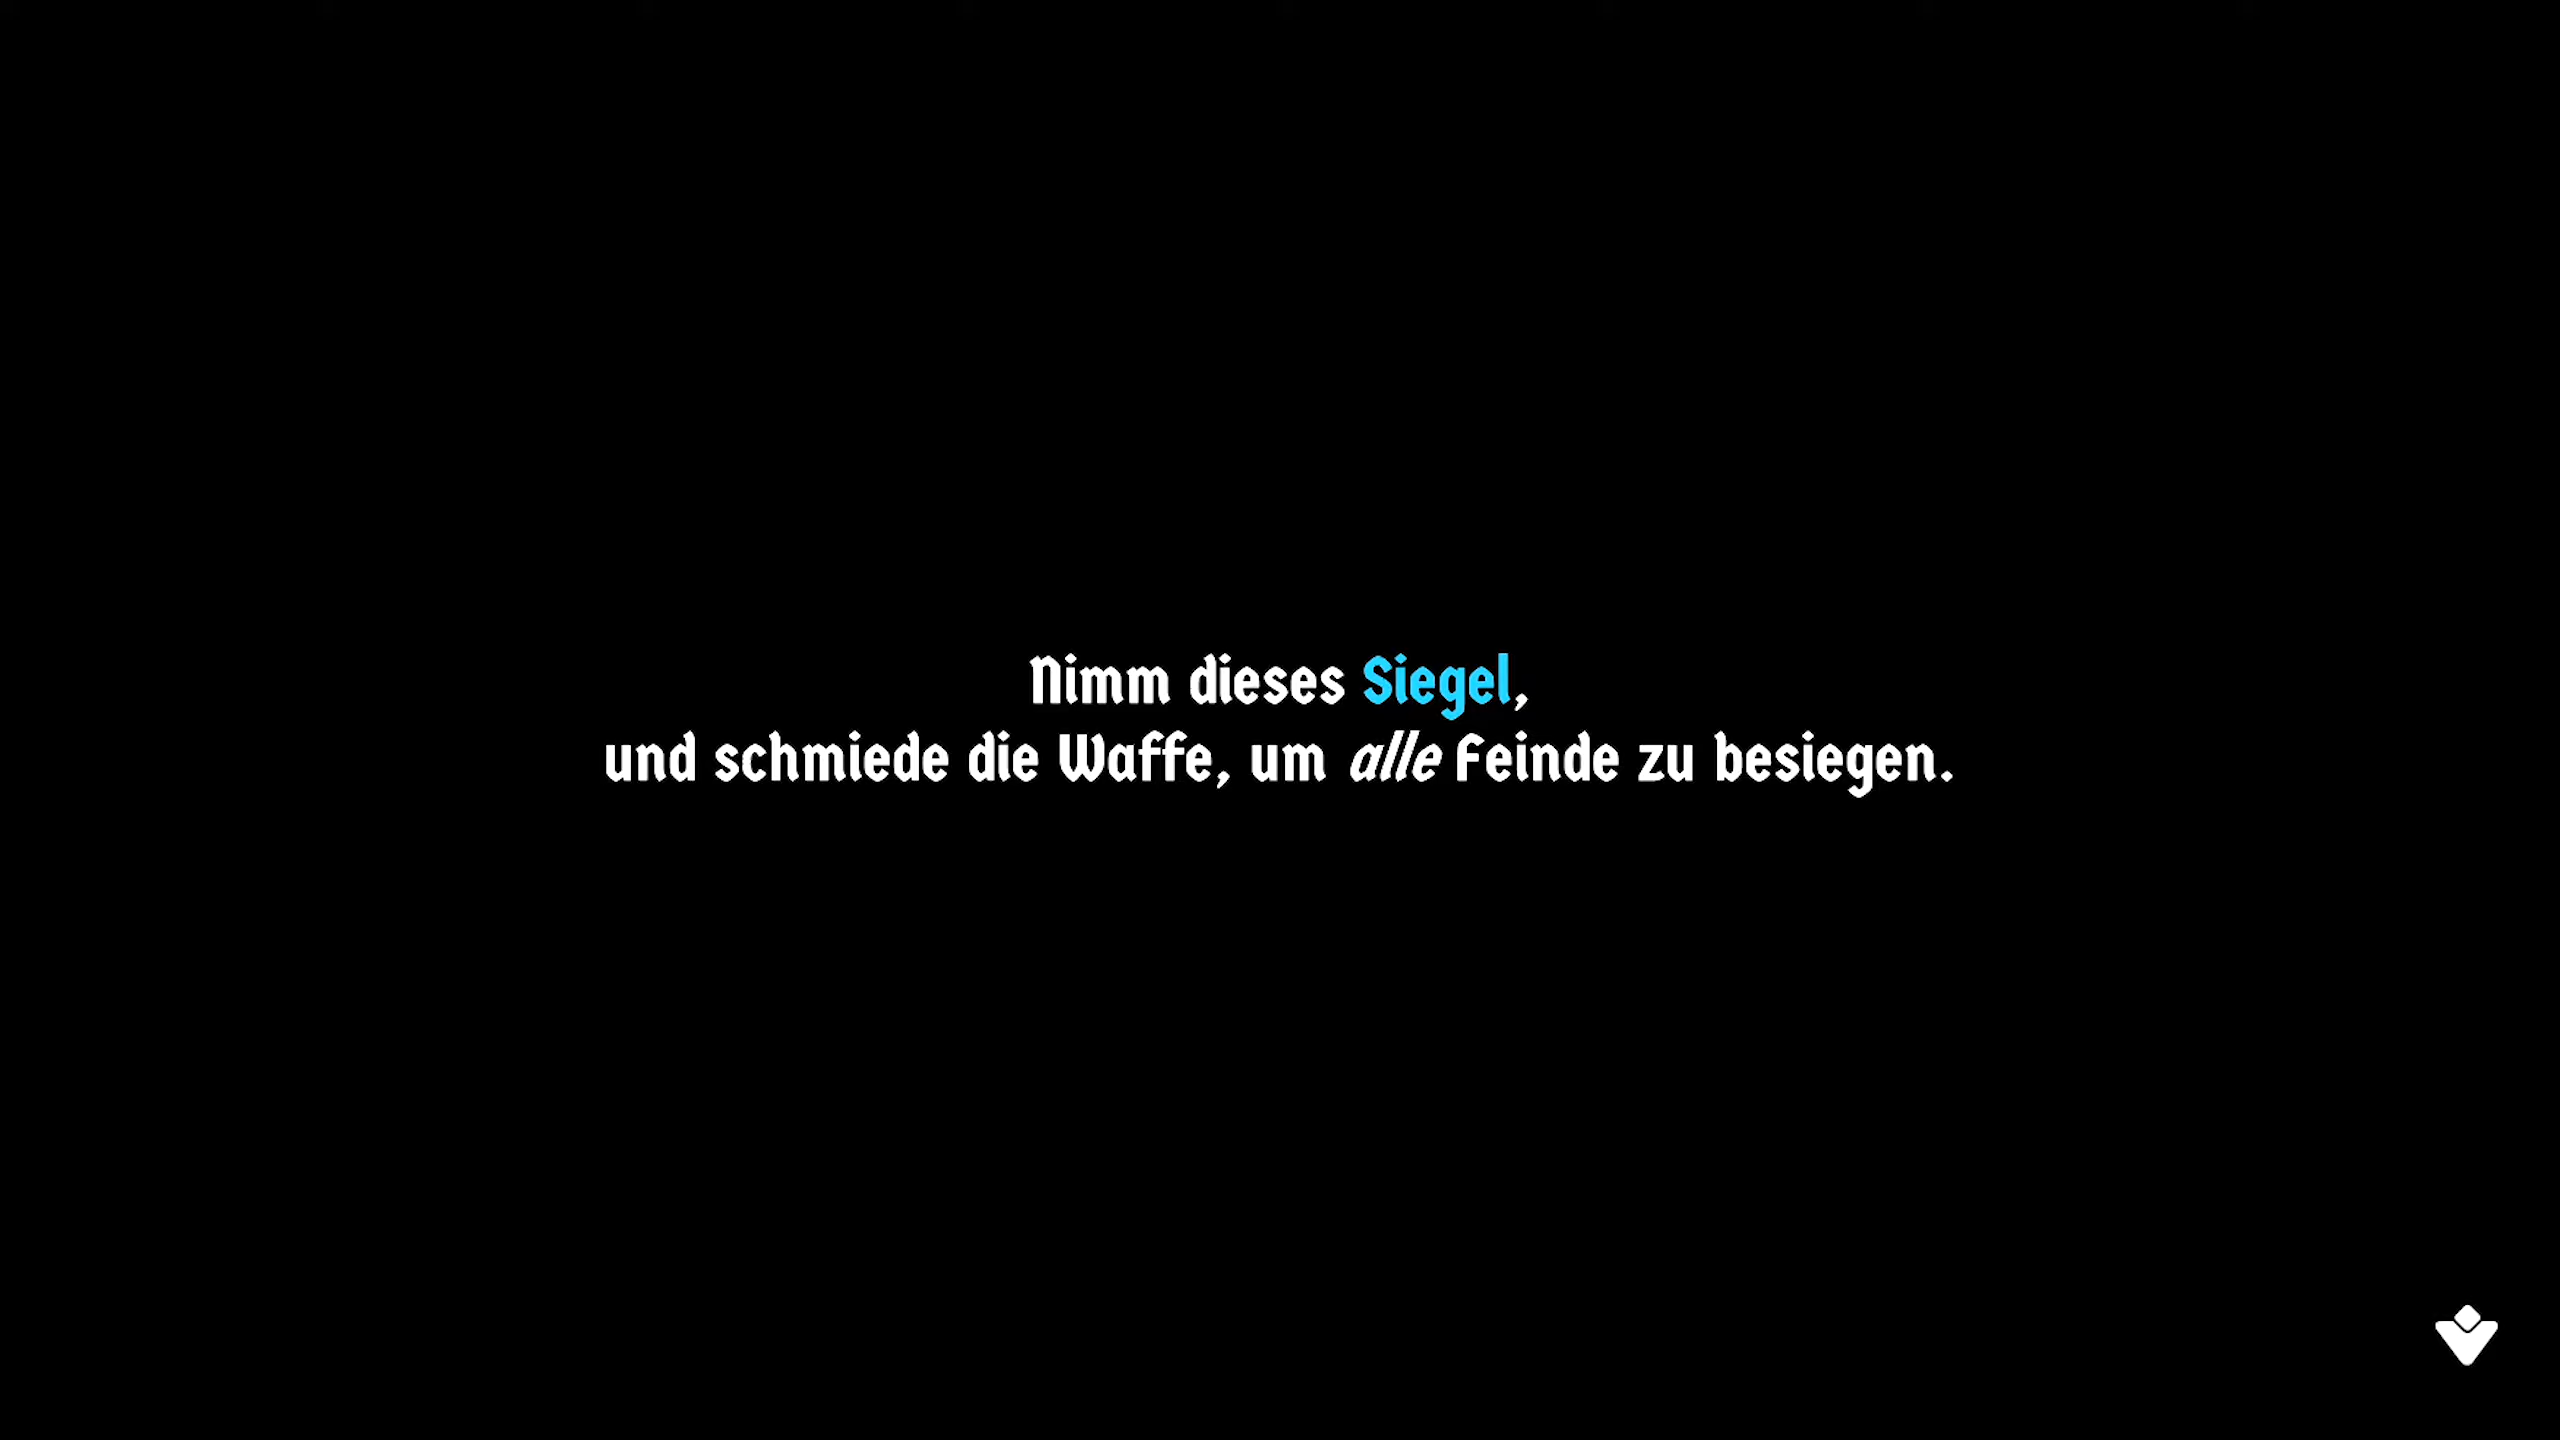 Nimm dieses Siegel,
und schmiede die Waffe, um alle Feinde zu besiegen.